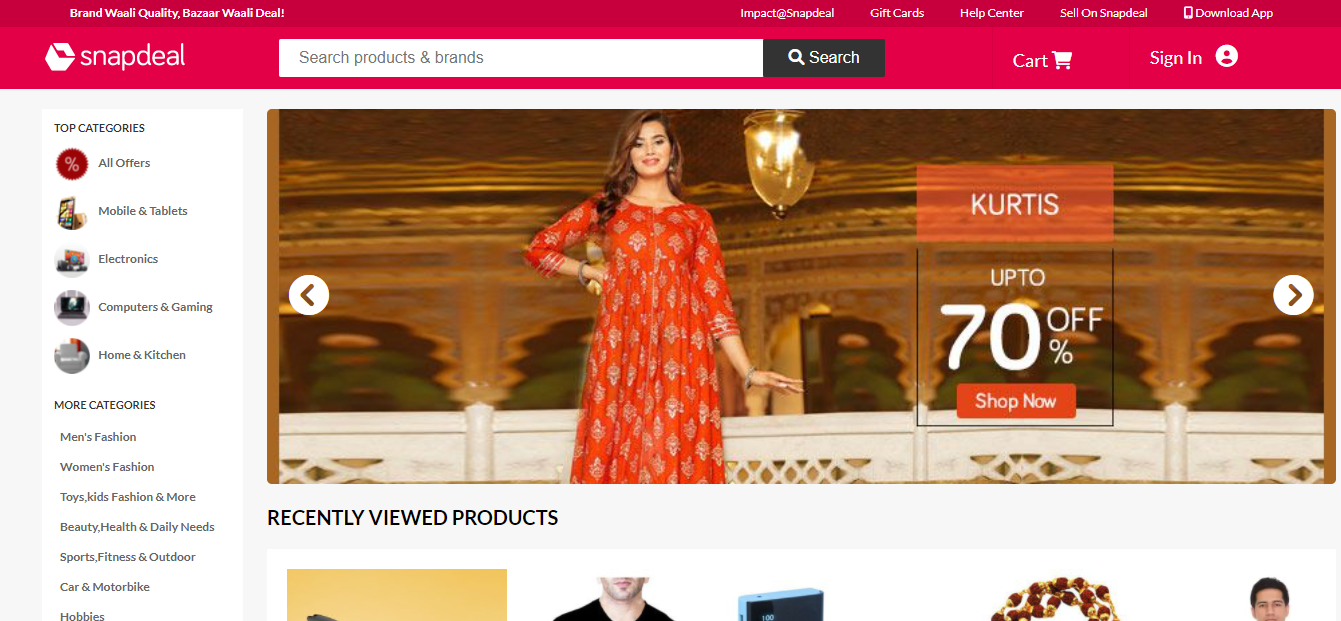 Brand Waali Quality, Bazaar Waali Deal!
Impact@Snapdeal Gift Cards Help Center Sell On Snapdeal Download App
snapdeal
Search products & brands
Search
Cart
Sign In
TOP CATEGORIES
%
All Offers
Mobile & Tablets
Electronics
Computers & Gaming
Home & Kitchen
MORE CATEGORIES
Men's Fashion
Women's Fashion
Toys,kids Fashion & More
Beauty,Health & Daily Needs
Sports,Fitness & Outdoor
Car & Motorbike
Hobbies
KURTIS
UPTO
70% OFF
Shop Now
RECENTLY VIEWED PRODUCTS
100